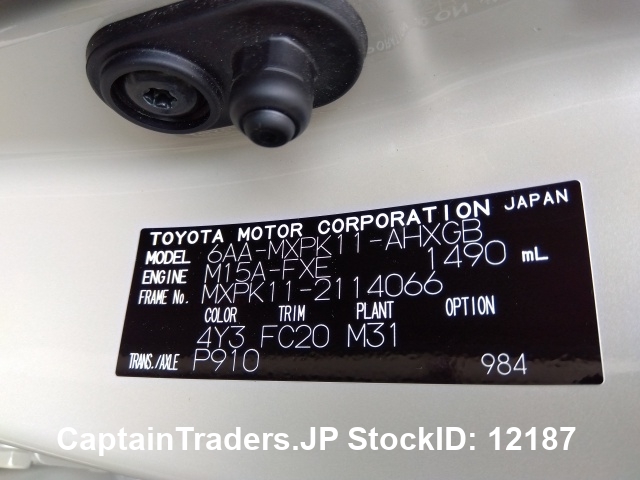 TOYOTA MOTOR CORPORATION JAPAN
MODEL 6AA-MXPK11-AHXGB
ENGINE M15A-FXE 1490 mL
FRAME No. MXPK11-2114066
COLOR TRIM PLANT OPTION
4Y3 FC20 M31
TRANS./AXLE P910 984
CaptainTraders.JP StockID: 12187